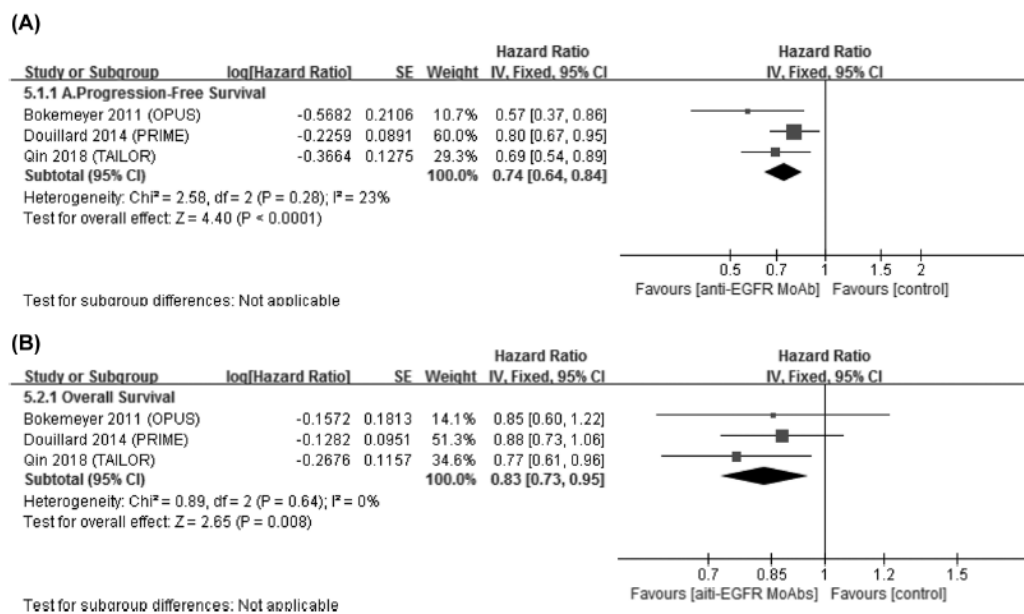 (A)
Hazard Ratio Hazard Ratio
Study or Subgroup log[Hazard Ratio] SE Weight IV, Fixed, 95% CI IV, Fixed, 95% CI
5.1.1 A.Progression-Free Survival
Bokemeyer 2011 (OPUS) -0.5682 0.2106 10.7% 0.57 [0.37, 0.86]
Douillard 2014 (PRIME) -0.2259 0.0891 60.0% 0.80 [0.67, 0.95]
Qin 2018 (TAILOR) -0.3664 0.1275 29.3% 0.69 [0.54, 0.89]
Subtotal (95% CI) 100.0% 0.74 [0.64, 0.84]
Heterogeneity: Chi² = 2.58, df = 2 (P = 0.28); I² = 23%
Test for overall effect: Z = 4.40 (P < 0.0001)
0.5 0.7 1 1.5 2
Favours [anti-EGFR MoAb] Favours [control]
Test for subgroup differences: Not applicable
(B)
Hazard Ratio Hazard Ratio
Study or Subgroup log[Hazard Ratio] SE Weight IV, Fixed, 95% CI IV, Fixed, 95% CI
5.2.1 Overall Survival
Bokemeyer 2011 (OPUS) -0.1572 0.1813 14.1% 0.85 [0.60, 1.22]
Douillard 2014 (PRIME) -0.1282 0.0951 51.3% 0.88 [0.73, 1.06]
Qin 2018 (TAILOR) -0.2676 0.1157 34.6% 0.77 [0.61, 0.96]
Subtotal (95% CI) 100.0% 0.83 [0.73, 0.95]
Heterogeneity: Chi² = 0.89, df = 2 (P = 0.64); I² = 0%
Test for overall effect: Z = 2.65 (P = 0.008)
0.7 0.85 1 1.2 1.5
Favours [aiti-EGFR MoAbs] Favours [control]
Test for subgroup differences: Not applicable